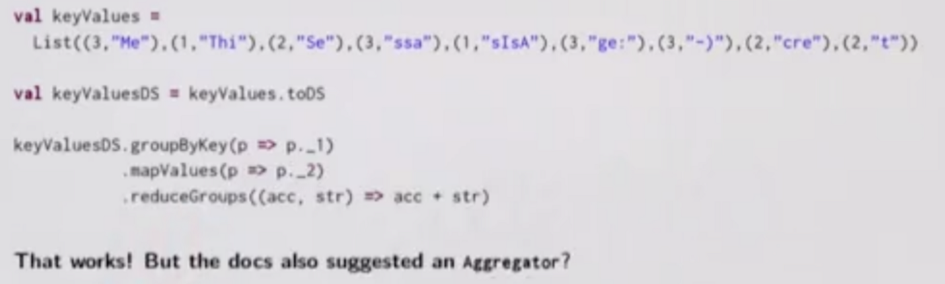 val keyValues =
List((3,"Me"),(1,"Thi"),(2,"Se"),(3,"ssa"),(1,"sIsA"),(3,"ge:"),(3,"-)"),(2,"cre"),(2,"t"))
val keyValuesDS = keyValues.toDS
keyValuesDS.groupByKey(p => p._1)
.mapValues(p => p._2)
.reduceGroups((acc, str) => acc + str)
That works! But the docs also suggested an Aggregator?